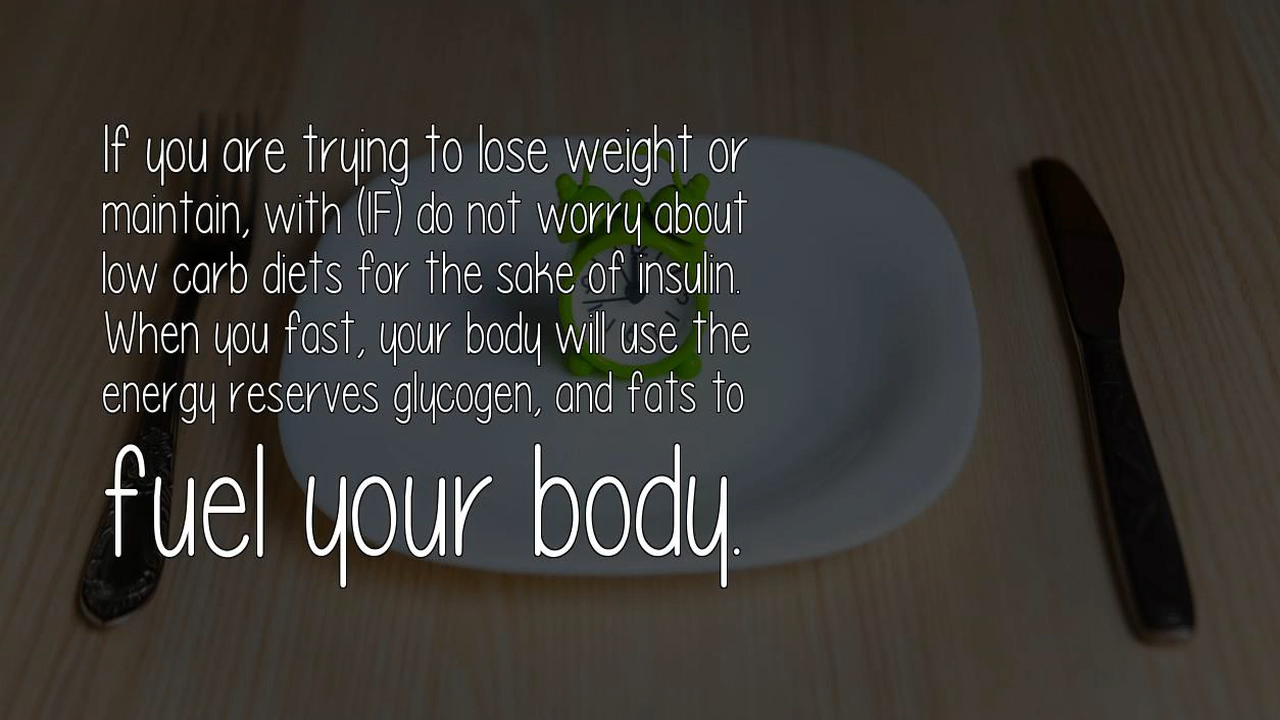 If you are trying to lose weight or
maintain, with (IF) do not worry about
low carb diets for the sake of insulin.
When you fast, your body will use the
energy reserves glycogen, and fats to
fuel your body.